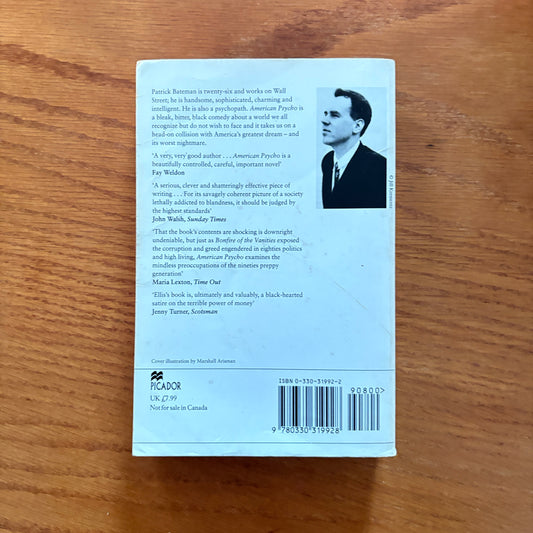 Patrick Bateman is twenty-six and works on Wall
Street; he is handsome, sophisticated, charming and
intelligent. He is also a psychopath. American Psycho is
a bleak, bitter, black comedy about a world we all
recognize but do not wish to face and it takes us on a
head-on collision with America's greatest dream – and
its worst nightmare.
'A very, very good author . . . American Psycho is a
beautifully controlled, careful, important novel'
Fay Weldon
'A serious, clever and shatteringly effective piece of
writing . . . For its savagely coherent picture of a society
lethally addicted to blandness, it should be judged by
the highest standards'
John Walsh, Sunday Times
'That the book's contents are shocking is downright
undeniable, but just as Bonfire of the Vanities exposed
the corruption and greed engendered in eighties politics
and high living, American Psycho examines the
mindless preoccupations of the nineties preppy
generation'
Maria Lexton, Time Out
'Ellis's book is, ultimately and valuably, a black-hearted
satire on the terrible power of money'
Jenny Turner, Scotsman
Cover illustration by Marshall Arisman
PICADOR
UK £7.99
Not for sale in Canada
ISBN 0-330-31992-2
90800>
9 780330 319928